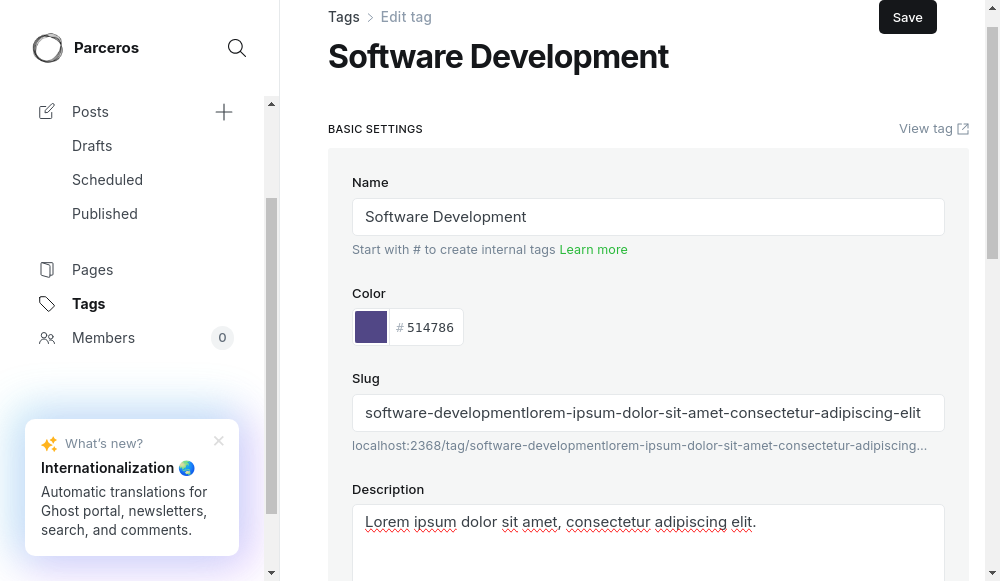 Parceros
Posts
Drafts
Scheduled
Published
Pages
Tags
Members
0
What's new?
Internationalization 🌏
Automatic translations for
Ghost portal, newsletters,
search, and comments.
Tags > Edit tag
Save
Software Development
BASIC SETTINGS
View tag
Name
Software Development
Start with # to create internal tags Learn more
Color
# 514786
Slug
software-developmentlorem-ipsum-dolor-sit-amet-consectetur-adipiscing-elit
localhost:2368/tag/software-developmentlorem-ipsum-dolor-sit-amet-consectetur-adipiscing...
Description
Lorem ipsum dolor sit amet, consectetur adipiscing elit.